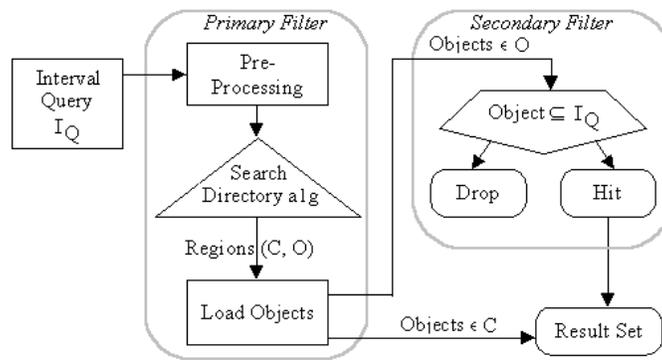 Primary Filter
Secondary Filter
Interval
Query
I_Q
Pre-
Processing
Objects ϵ O
Object ⊆ I_Q
Search
Directory alg
Drop
Hit
Regions (C, O)
Load Objects
Objects ϵ C
Result Set